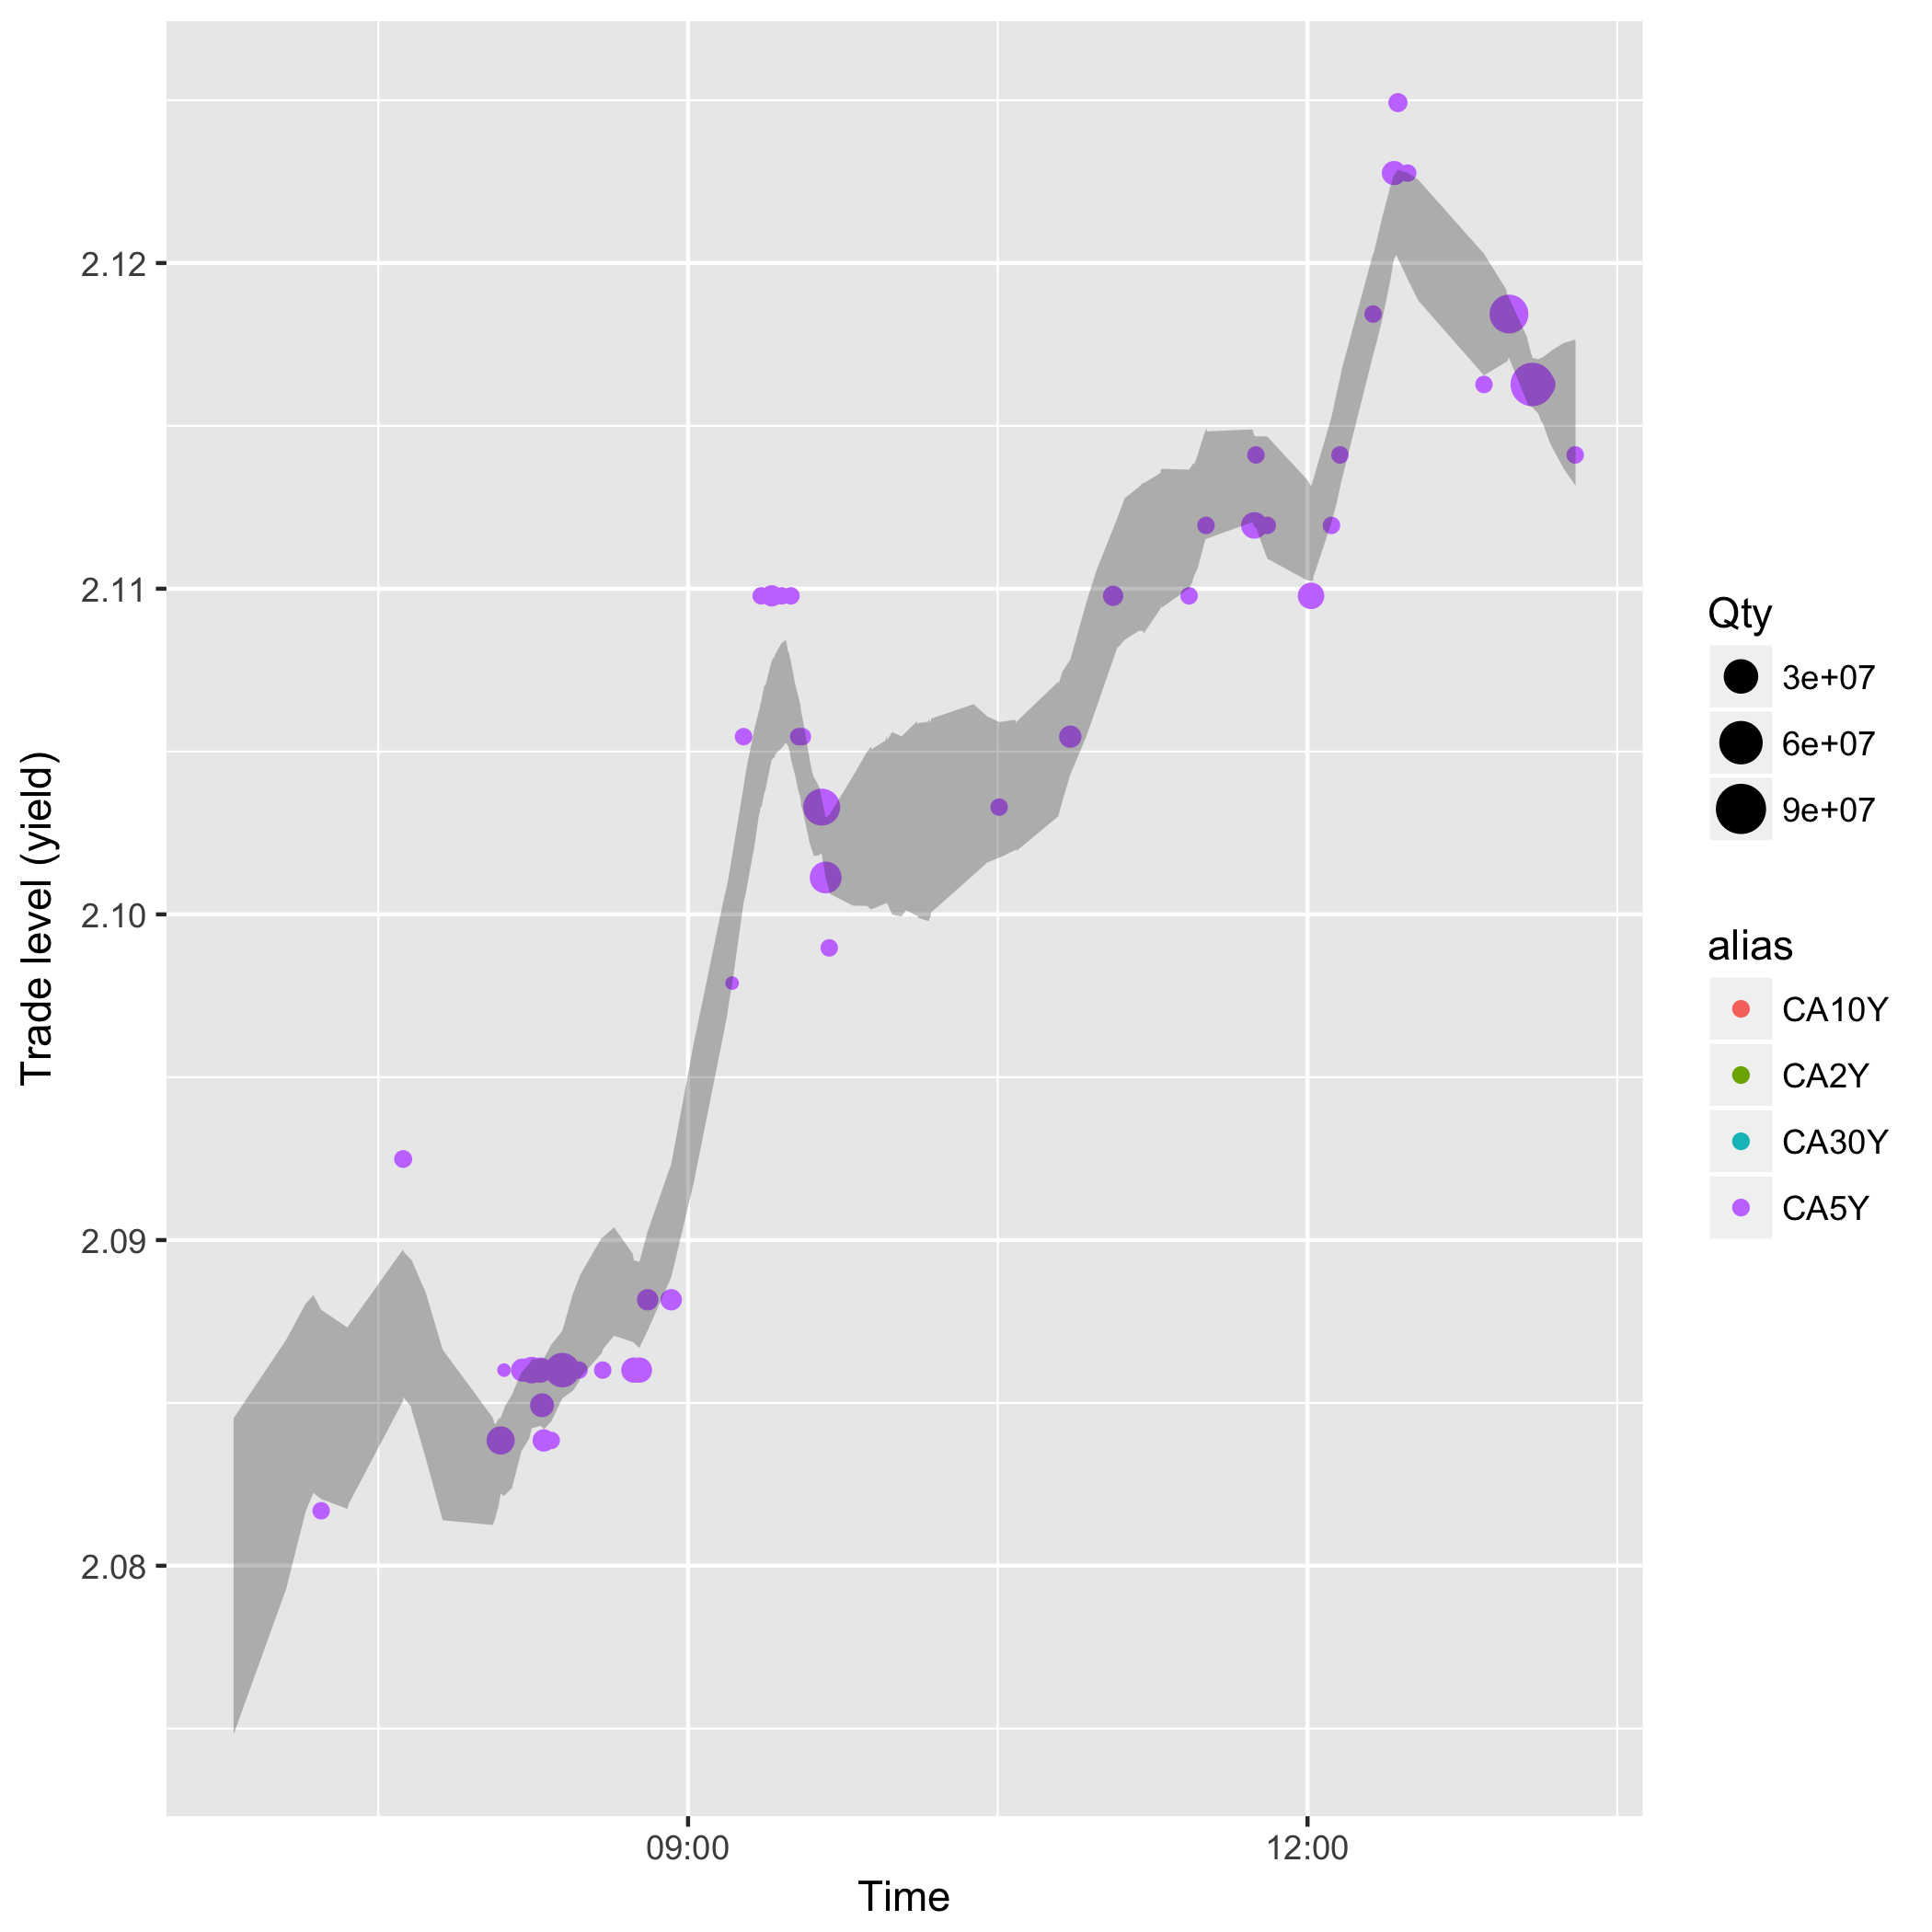 Trade level (yield)
2.12
2.11
2.10
2.09
2.08
09:00
12:00
Time
Qty
3e+07
6e+07
9e+07
alias
CA10Y
CA2Y
CA30Y
CA5Y